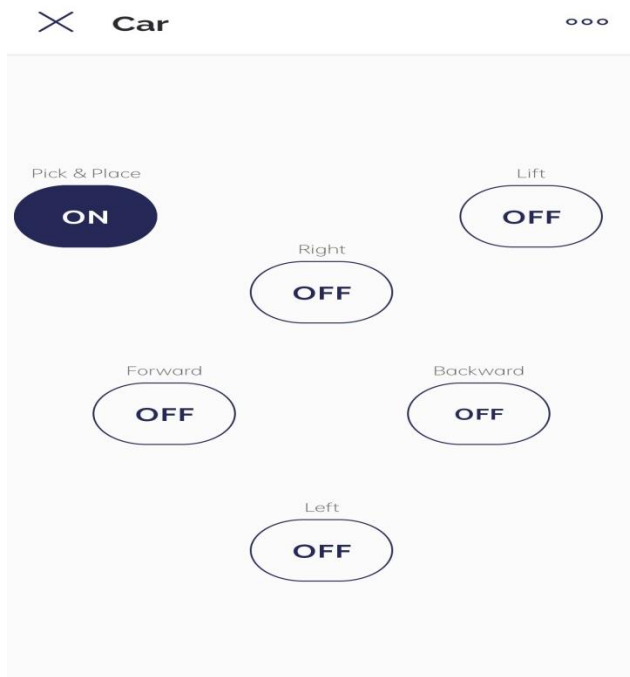 Car
Pick & Place
ON
Lift
OFF
Right
OFF
Forward
OFF
Backward
OFF
Left
OFF